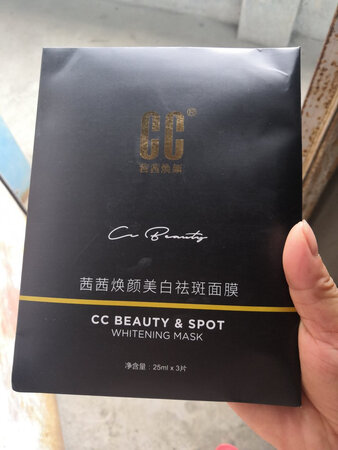 CC®
茜茜焕颜
Cc Beauty
茜茜焕颜美白祛斑面膜
CC BEAUTY & SPOT
WHITENING MASK
净含量：25ml x 3片